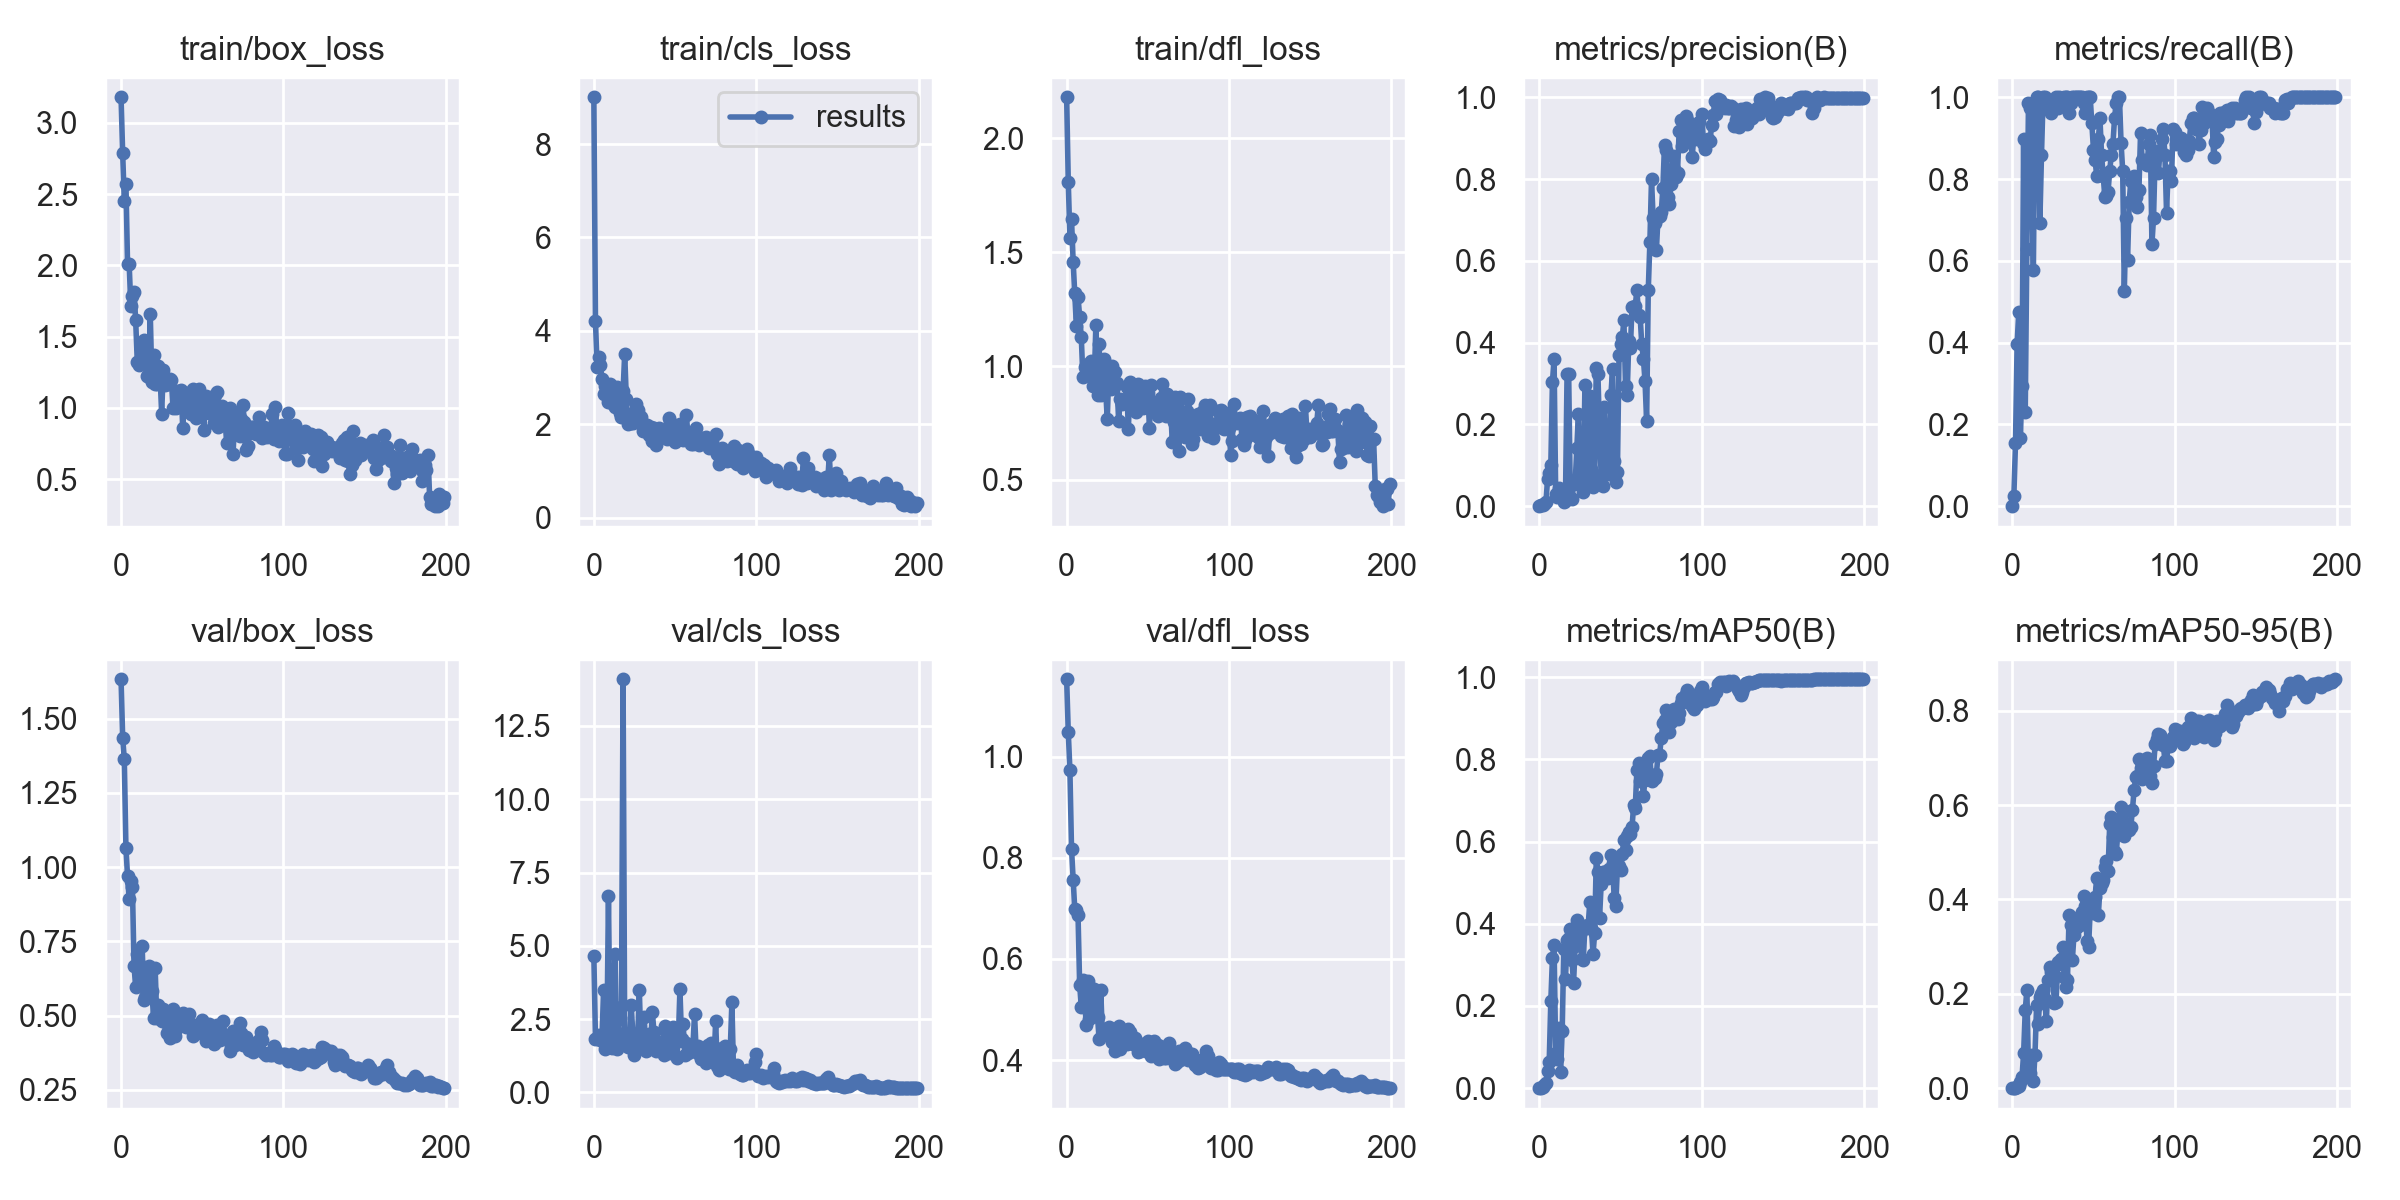 train/box_loss
train/cls_loss
train/dfl_loss
metrics/precision(B)
metrics/recall(B)
3.0
2.5
2.0
1.5
1.0
0.5
0 100 200
results
8
6
4
2
0
0 100 200
2.0
1.5
1.0
0.5
0 100 200
1.0
0.8
0.6
0.4
0.2
0.0
0 100 200
1.0
0.8
0.6
0.4
0.2
0.0
0 100 200
val/box_loss
val/cls_loss
val/dfl_loss
metrics/mAP50(B)
metrics/mAP50-95(B)
1.50
1.25
1.00
0.75
0.50
0.25
0 100 200
12.5
10.0
7.5
5.0
2.5
0.0
0 100 200
1.0
0.8
0.6
0.4
0 100 200
1.0
0.8
0.6
0.4
0.2
0.0
0 100 200
0.8
0.6
0.4
0.2
0.0
0 100 200